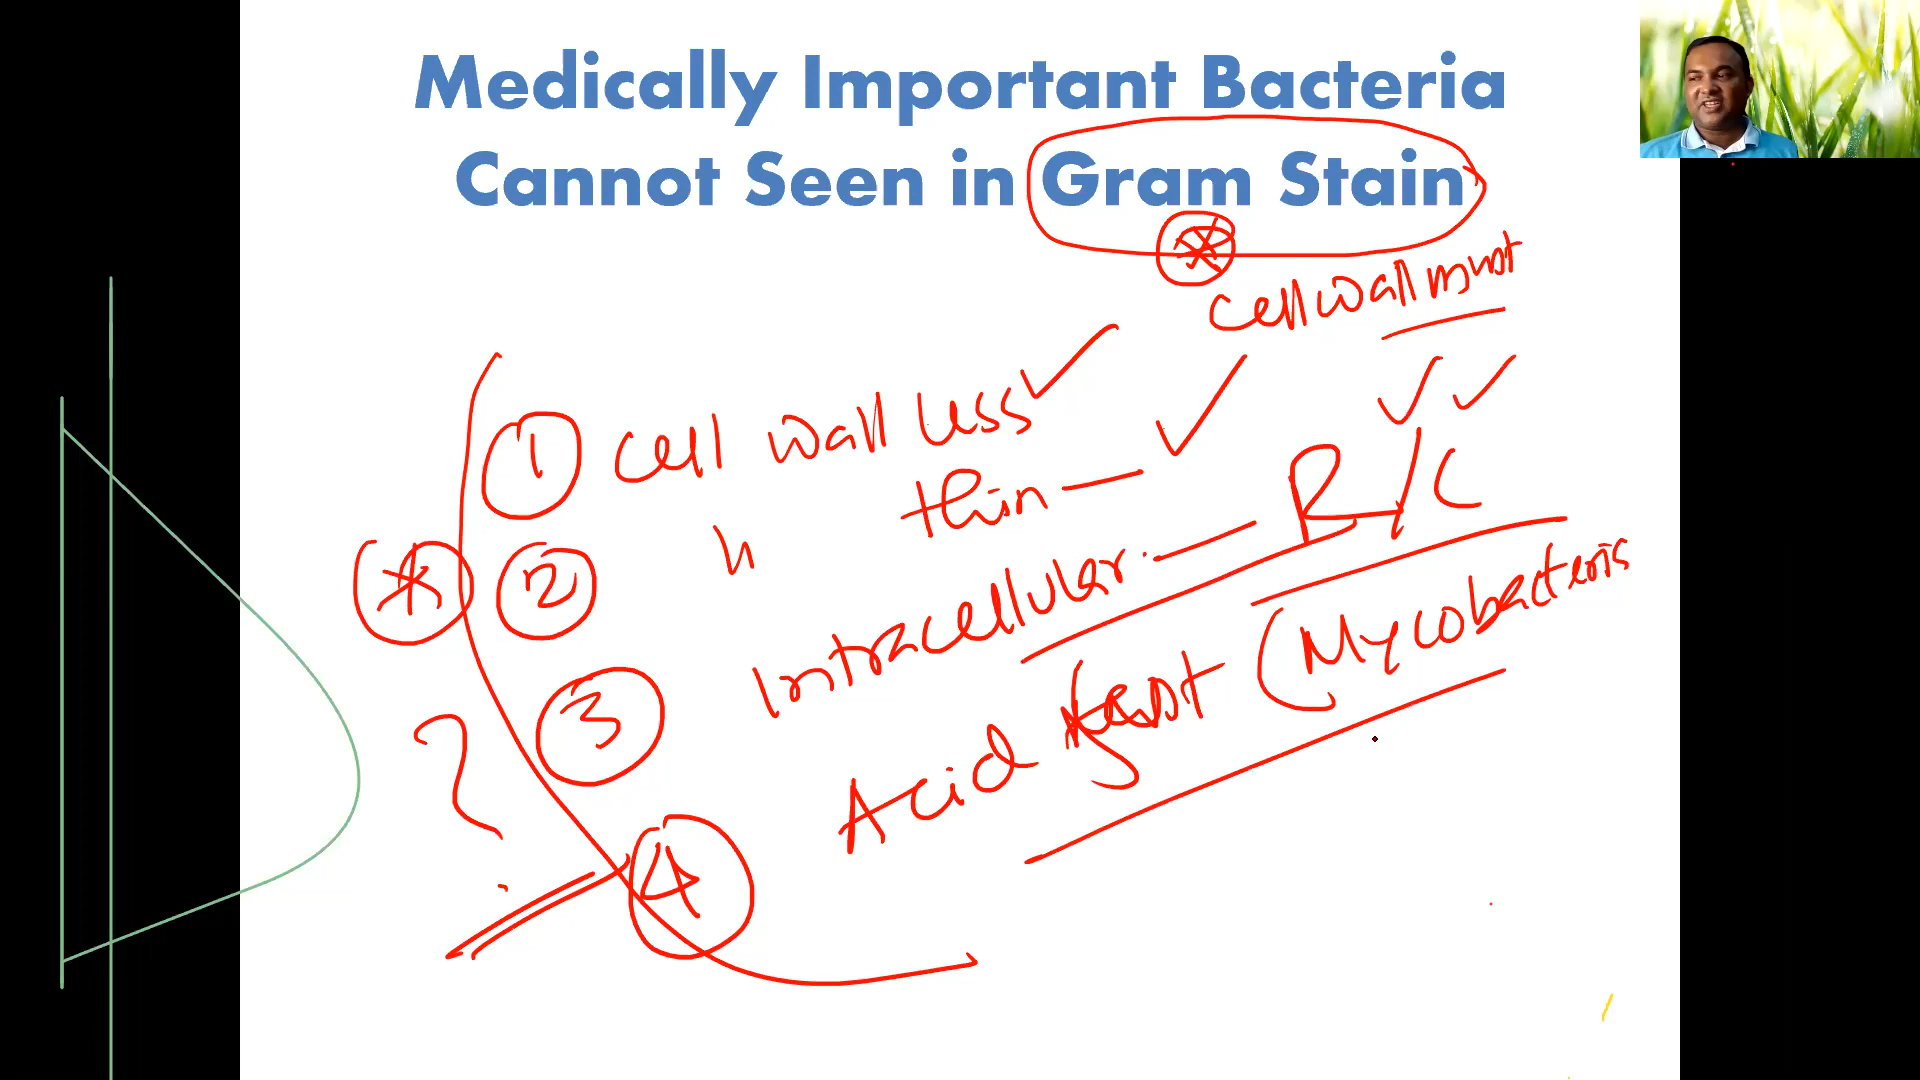 Medically Important Bacteria
Cannot Seen in Gram Stain
*
Cell wall must
1 Cell wall less ✓
* 2 " thin — ✓
3 Intracellular — R/C ✓ ✓
? 4 Acid fast (Mycobacteria